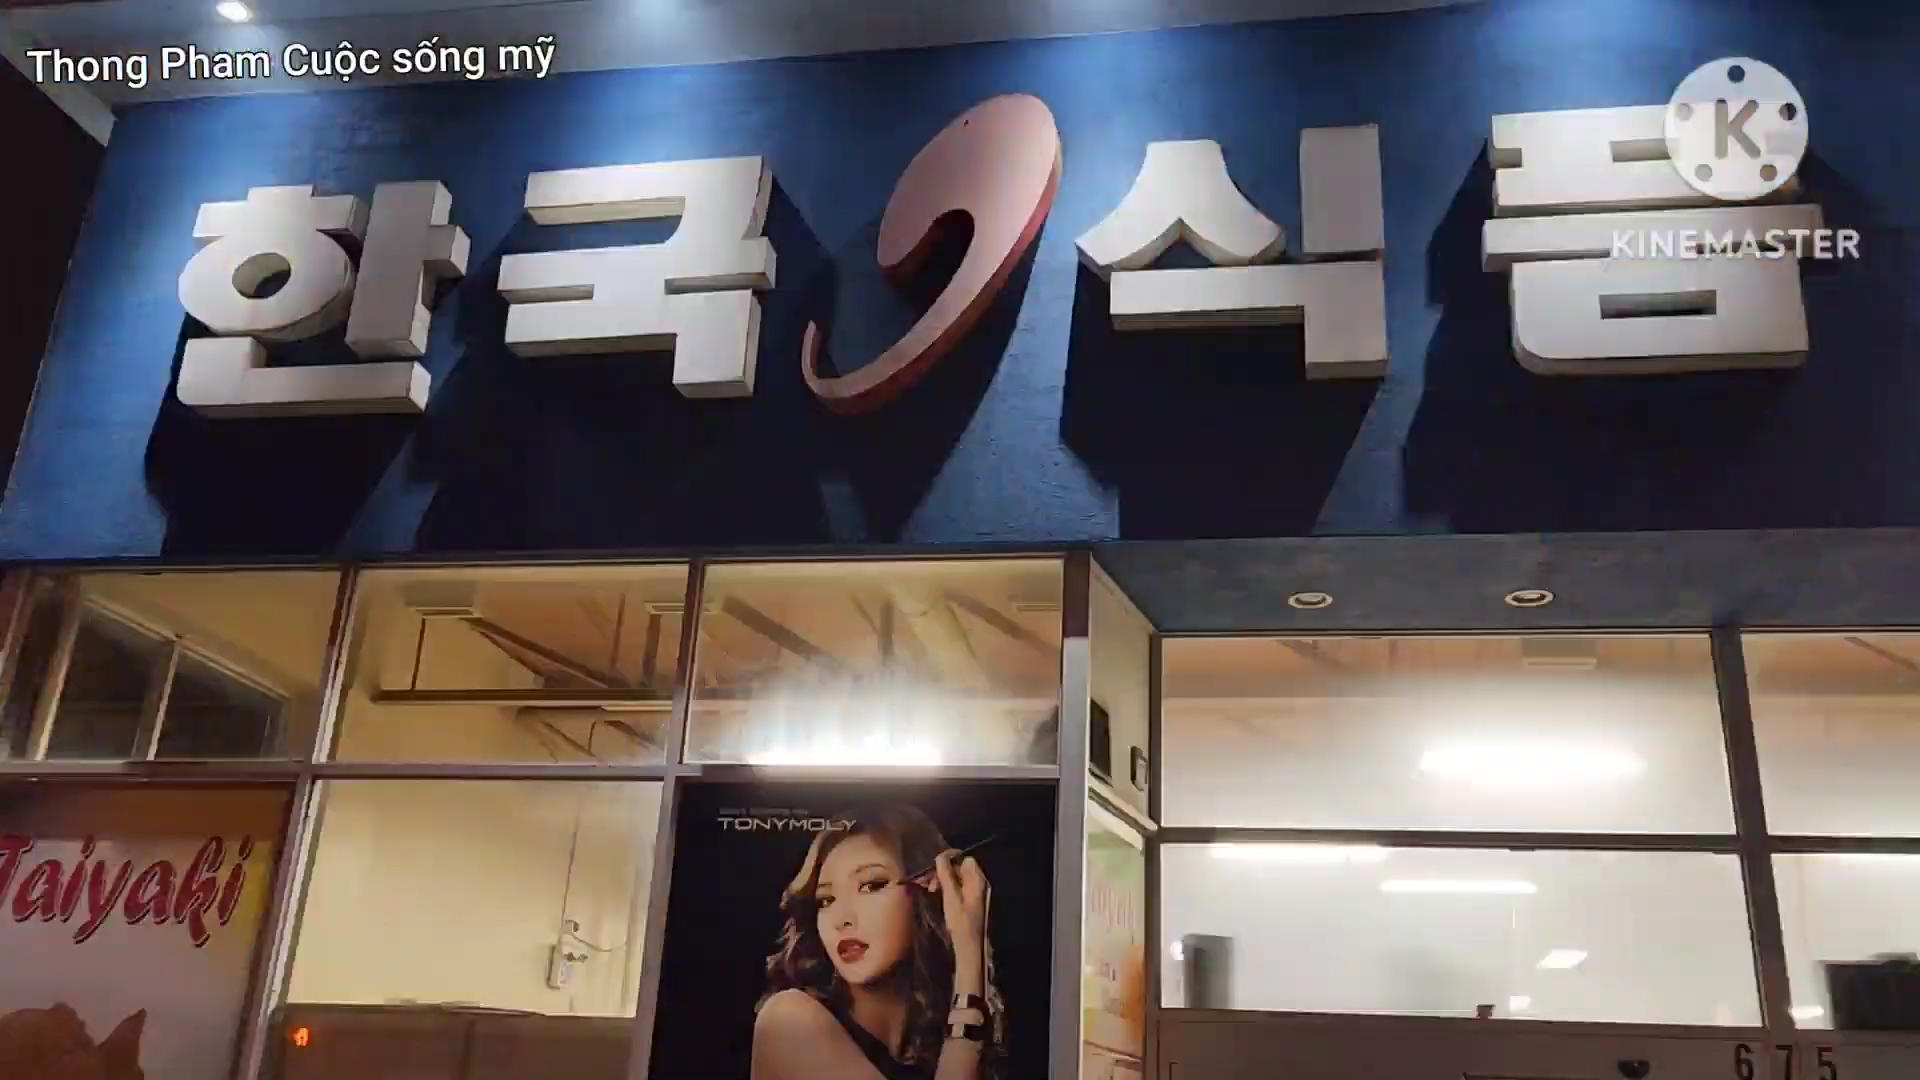 Thong Pham Cuộc sống mỹ
한국식품
K
KINEMASTER
TONYMOLY
Taiyaki
675